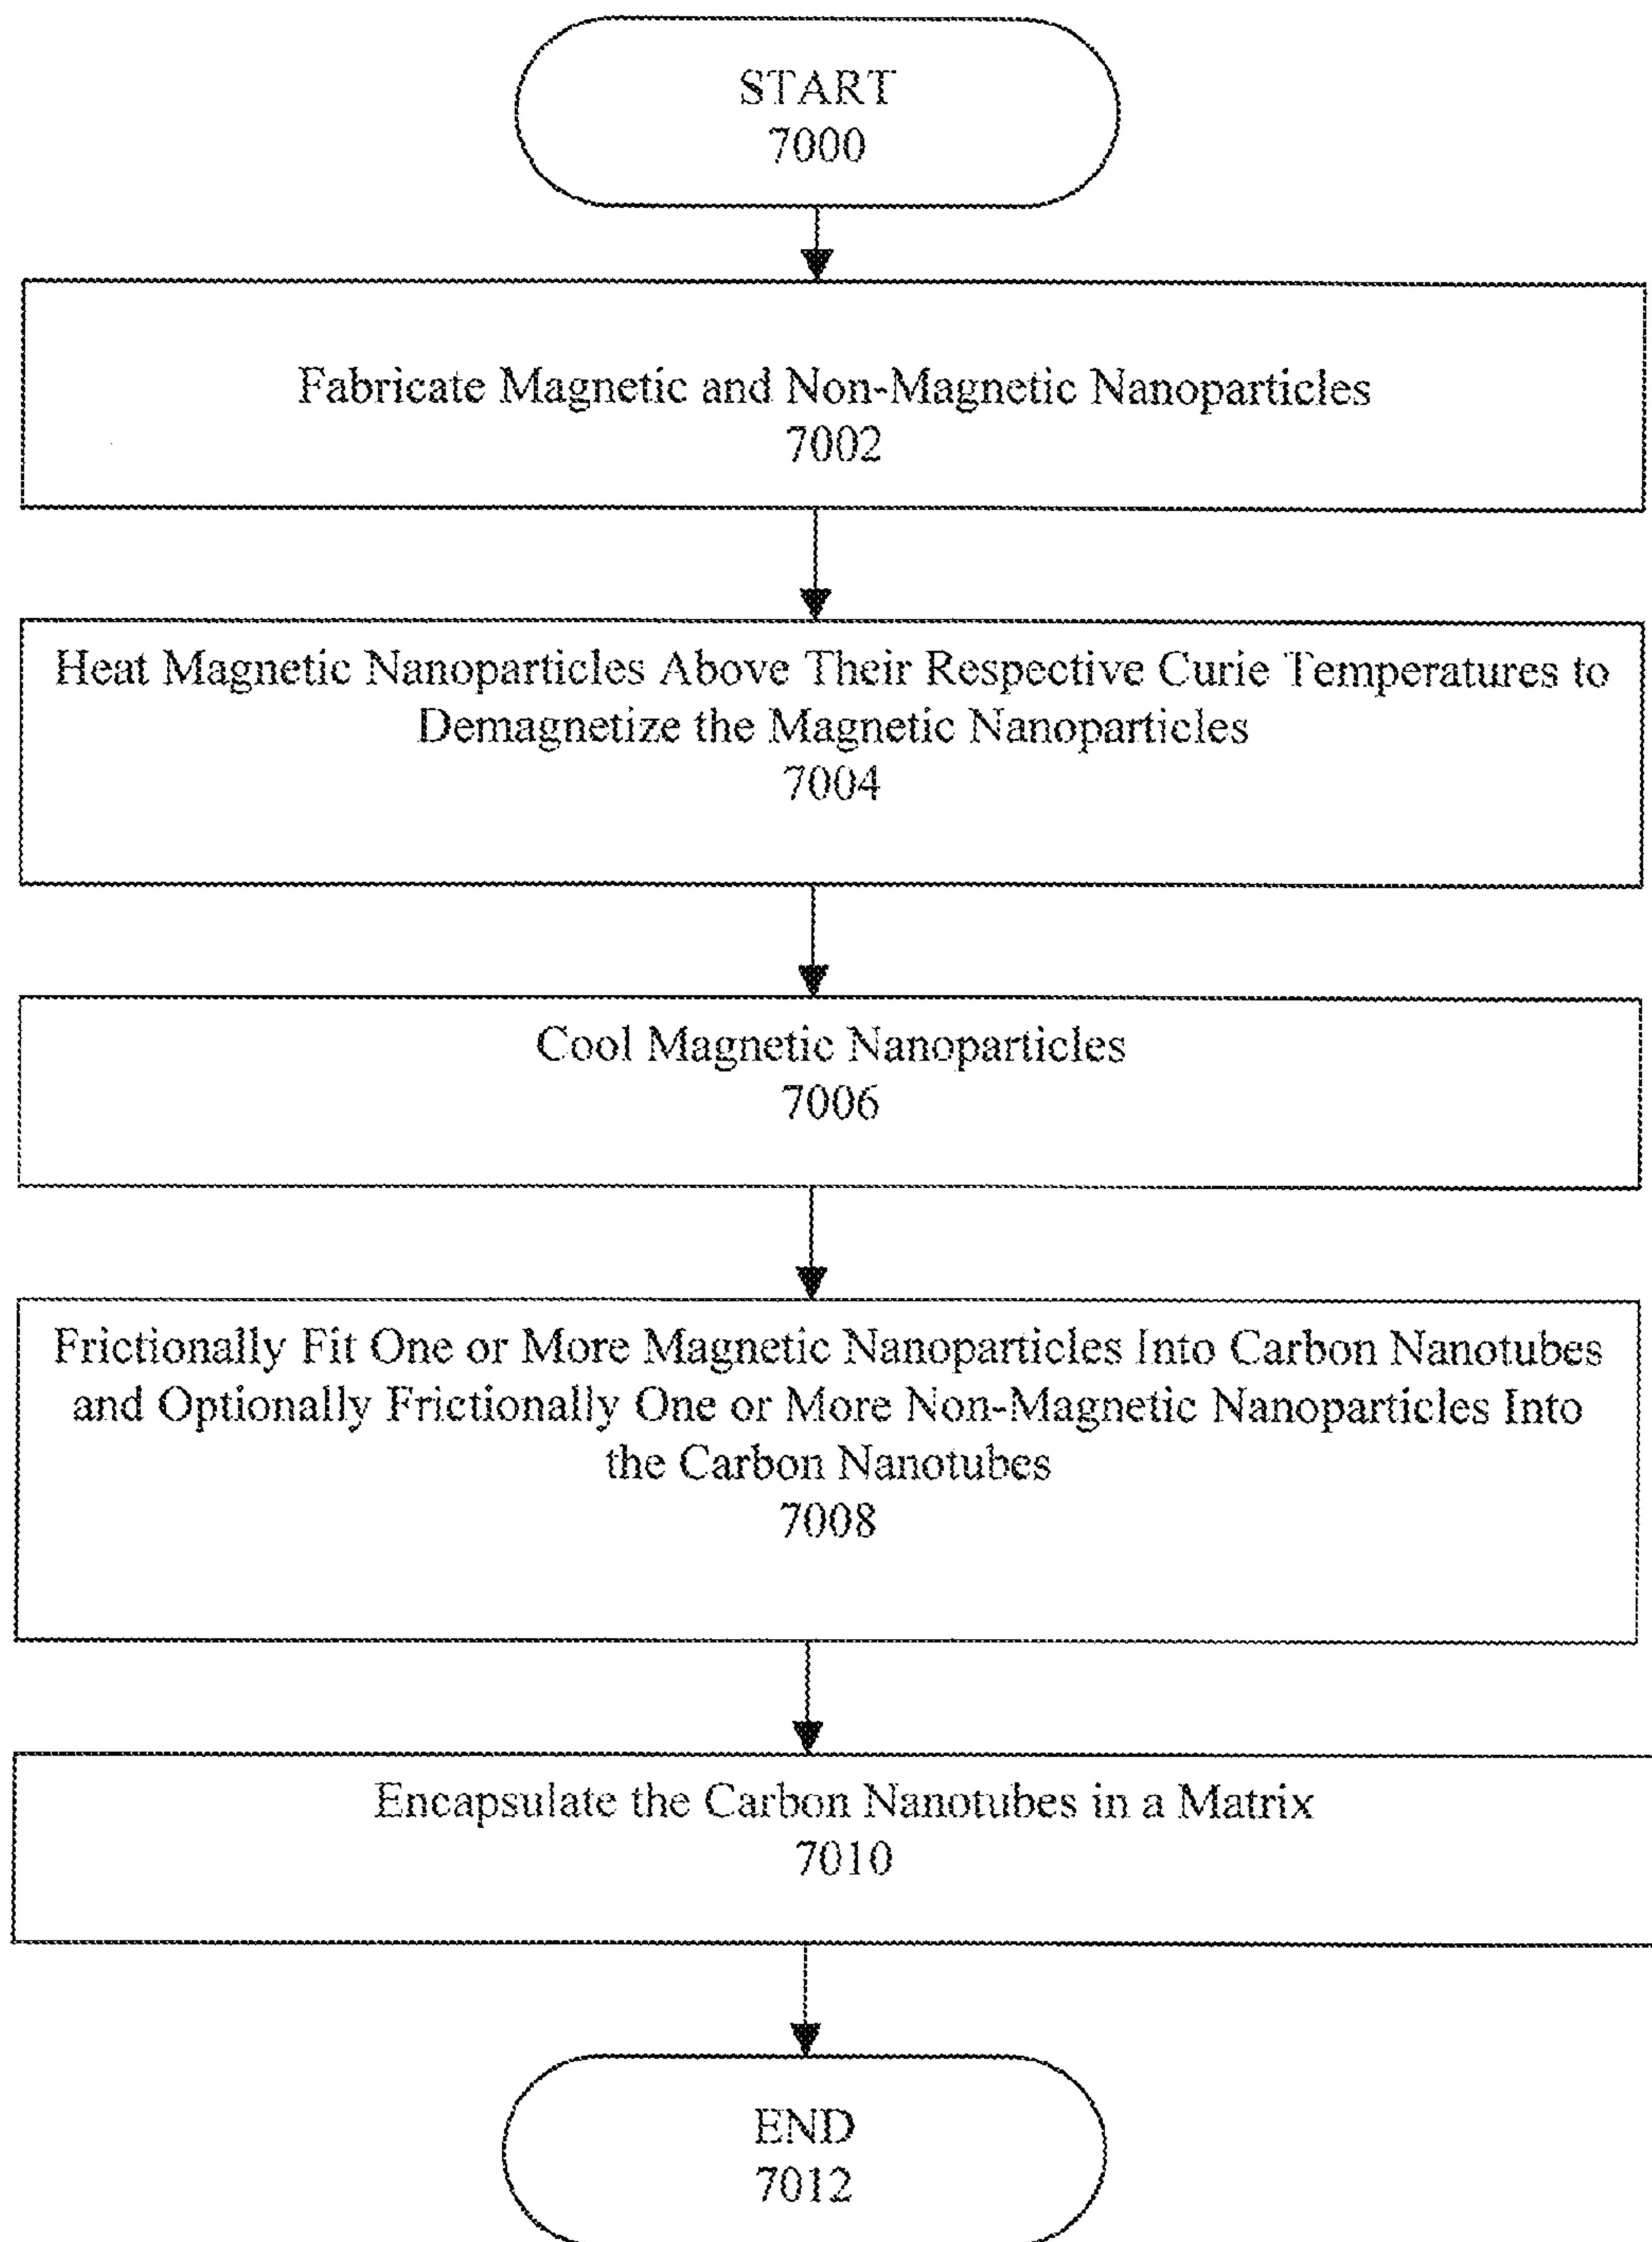 START
7000
Fabricate Magnetic and Non-Magnetic Nanoparticles
7002
Heat Magnetic Nanoparticles Above Their Respective Curie Temperatures to
Demagnetize the Magnetic Nanoparticles
7004
Cool Magnetic Nanoparticles
7006
Frictionally Fit One or More Magnetic Nanoparticles Into Carbon Nanotubes
and Optionally Frictionally One or More Non-Magnetic Nanoparticles Into
the Carbon Nanotubes
7008
Encapsulate the Carbon Nanotubes in a Matrix
7010
END
7012